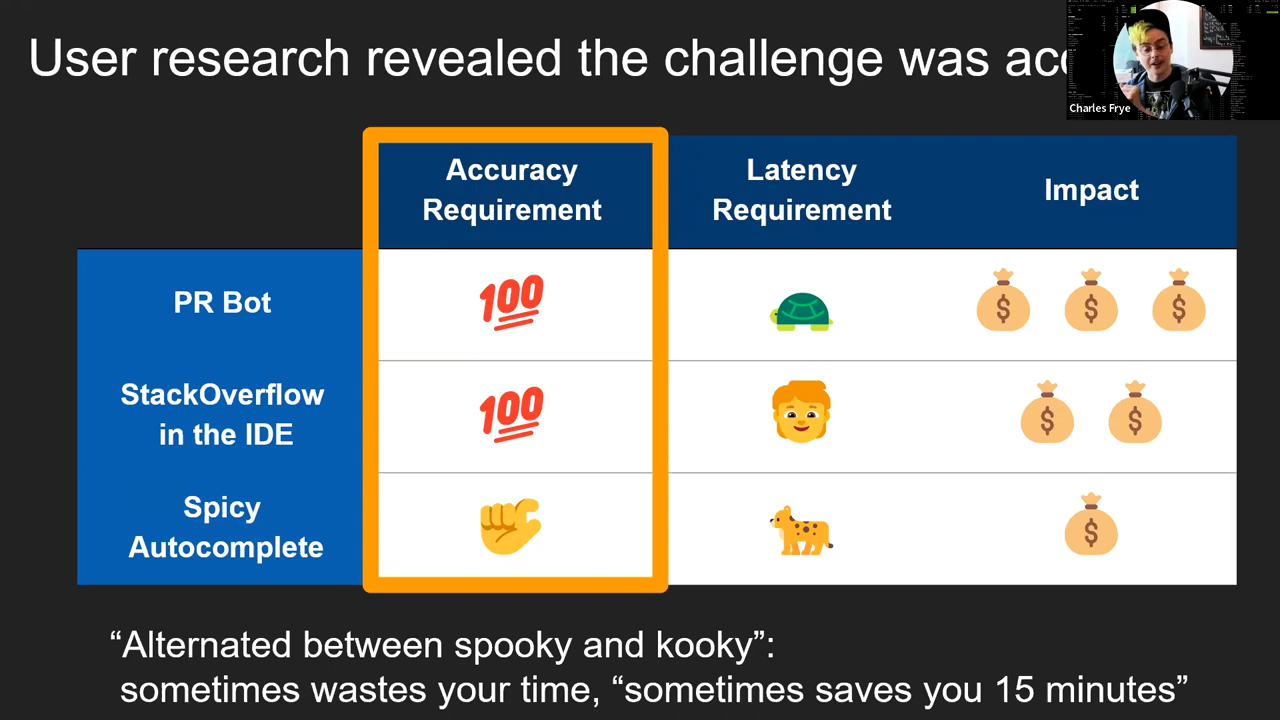 User research revealed the challenge was
Charles Frye
Accuracy
Requirement
Latency
Requirement
Impact
PR Bot
💯
StackOverflow
in the IDE
💯
Spicy
Autocomplete
“Alternated between spooky and kooky”:
sometimes wastes your time, “sometimes saves you 15 minutes”